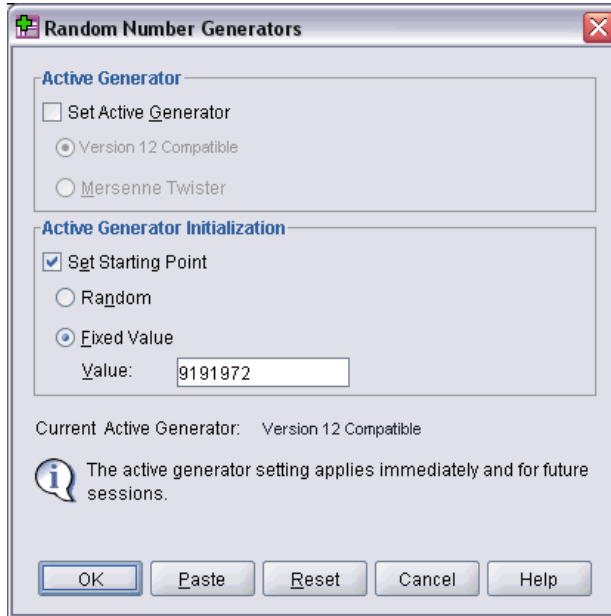 Random Number Generators
Active Generator
Set Active Generator
Version 12 Compatible
Mersenne Twister
Active Generator Initialization
Set Starting Point
Random
Fixed Value
Value: 9191972
Current Active Generator: Version 12 Compatible
The active generator setting applies immediately and for future
sessions.
OK Paste Reset Cancel Help